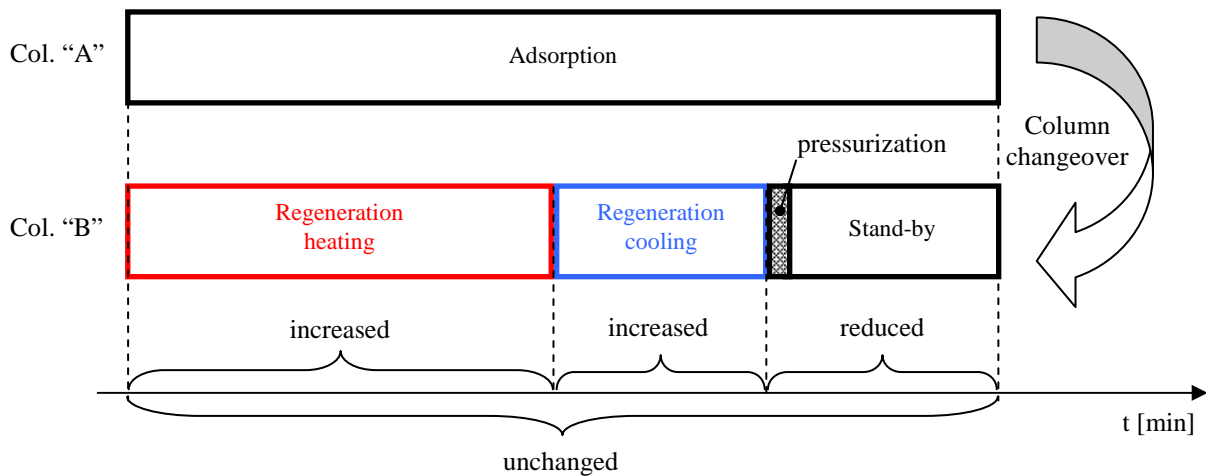 Col. “A”
Adsorption
Column
changeover
pressurization
Col. “B”
Regeneration
heating
Regeneration
cooling
Stand-by
increased
increased
reduced
t [min]
unchanged